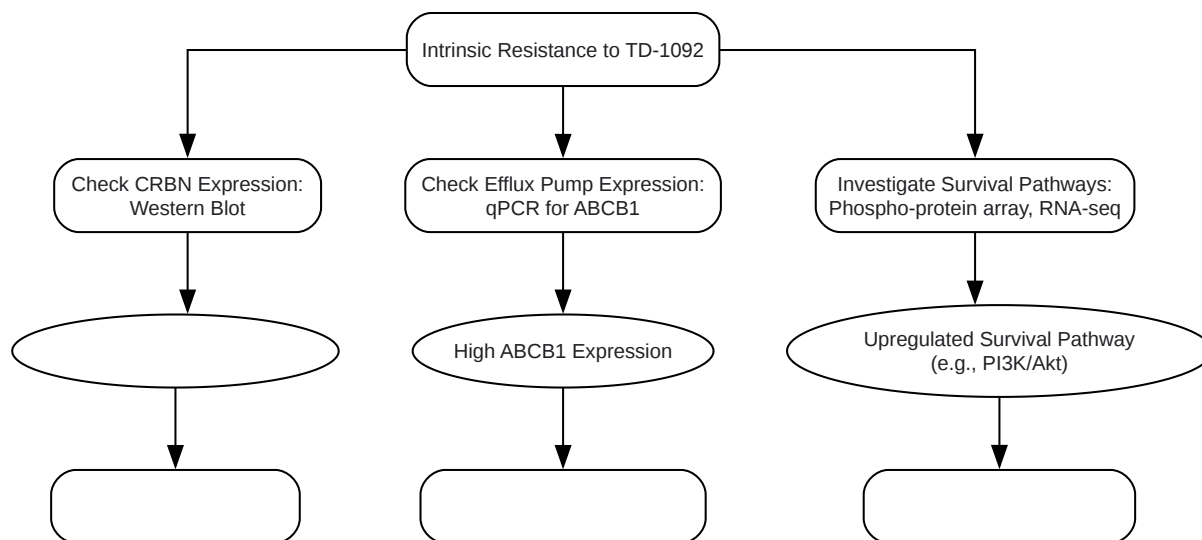 Intrinsic Resistance to TD-1092
Check CRBN Expression:
Western Blot
Check Efflux Pump Expression:
qPCR for ABCB1
Investigate Survival Pathways:
Phospho-protein array, RNA-seq
High ABCB1 Expression
Upregulated Survival Pathway
(e.g., PI3K/Akt)